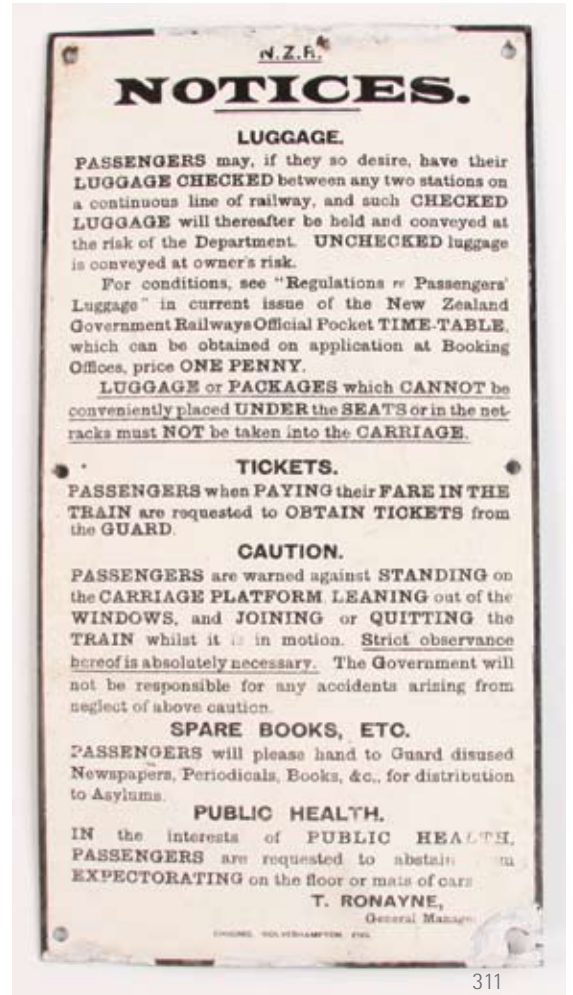 N.Z.R.
NOTICES.
LUGGAGE.
PASSENGERS may, if they so desire, have their
LUGGAGE CHECKED between any two stations on
a continuous line of railway, and such CHECKED
LUGGAGE will thereafter be held and conveyed at
the risk of the Department. UNCHECKED luggage
is conveyed at owner's risk.
For conditions, see "Regulations re Passengers'
Luggage" in current issue of the New Zealand
Government Railways Official Pocket TIME-TABLE,
which can be obtained on application at Booking
Offices, price ONE PENNY.
LUGGAGE or PACKAGES which CANNOT be
conveniently placed UNDER the SEATS or in the net-
racks must NOT be taken into the CARRIAGE.
TICKETS.
PASSENGERS when PAYING their FARE IN THE
TRAIN are requested to OBTAIN TICKETS from
the GUARD.
CAUTION.
PASSENGERS are warned against STANDING on
the CARRIAGE PLATFORM, LEANING out of the
WINDOWS, and JOINING or QUITTING the
TRAIN whilst it is in motion. Strict observance
hereof is absolutely necessary. The Government will
not be responsible for any accidents arising from
neglect of above caution.
SPARE BOOKS, ETC.
PASSENGERS will please hand to Guard disused
Newspapers, Periodicals, Books, &c., for distribution
to Asylums.
PUBLIC HEALTH.
IN the interests of PUBLIC HEALTH,
PASSENGERS are requested to abstain
EXPECTORATING on the floor or mats of cars
T. RONAYNE,
General Manag
WOLVERHAMPTON
311